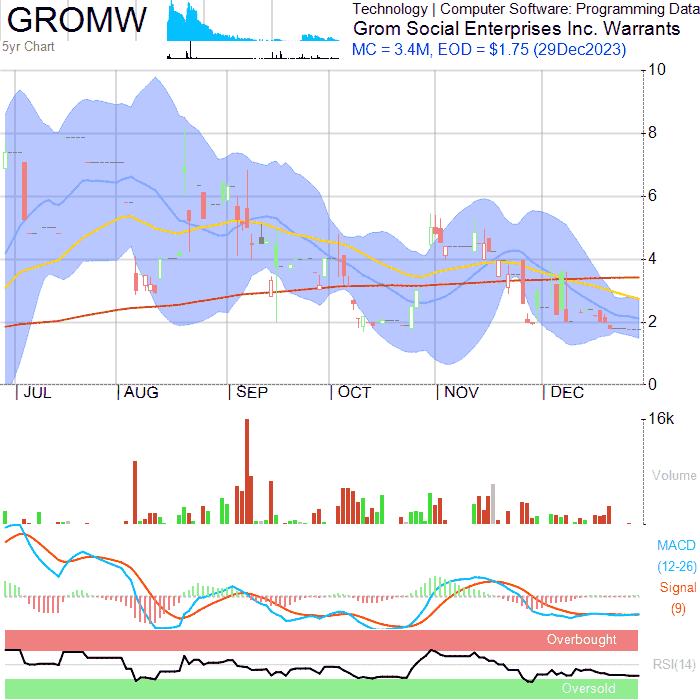 GROMW
5yr Chart
Technology | Computer Software: Programming Data
Grom Social Enterprises Inc. Warrants
MC = 3.4M, EOD = $1.75 (29Dec2023)
10
8
6
4
2
0
JUL
AUG
SEP
OCT
NOV
DEC
16k
Volume
MACD
(12-26)
Signal
(9)
Overbought
RSI(14)
Oversold